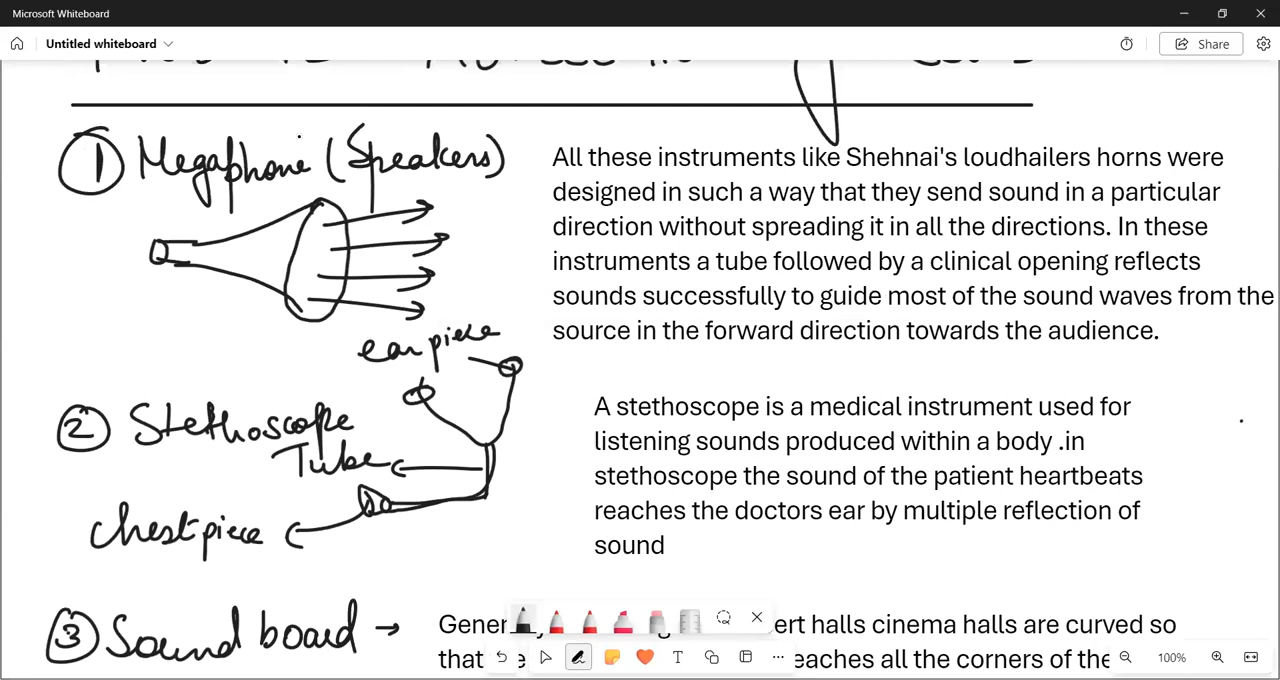 Microsoft Whiteboard
Untitled whiteboard
Share
① Megaphone (Speakers)
All these instruments like Shehnai's loudhailers horns were
designed in such a way that they send sound in a particular
direction without spreading it in all the directions. In these
instruments a tube followed by a clinical opening reflects
sounds successfully to guide most of the sound waves from the
source in the forward direction towards the audience.
ear piece
② Stethoscope
Tube
chestpiece
A stethoscope is a medical instrument used for
listening sounds produced within a body .in
stethoscope the sound of the patient heartbeats
reaches the doctors ear by multiple reflection of
sound
③ Sound board →
halls cinema halls are curved so
that reaches all the corners of the
100%